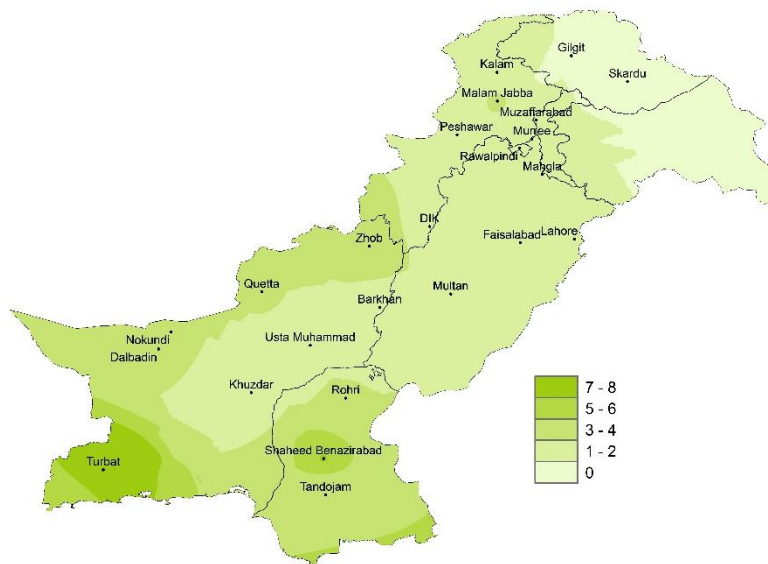 Gilgit
Kalam
Skardu
Malam Jabba
Muzaffarabad
Peshawar
Murree
Rawalpindi
Mangla
DIK
Zhob
Faisalabad
Lahore
Quetta
Multan
Barkhan
Nokundi
Usta Muhammad
Dalbadin
Khuzdar
Rohri
7 - 8
5 - 6
3 - 4
1 - 2
0
Shaheed Benazirabad
Turbat
Tandojam